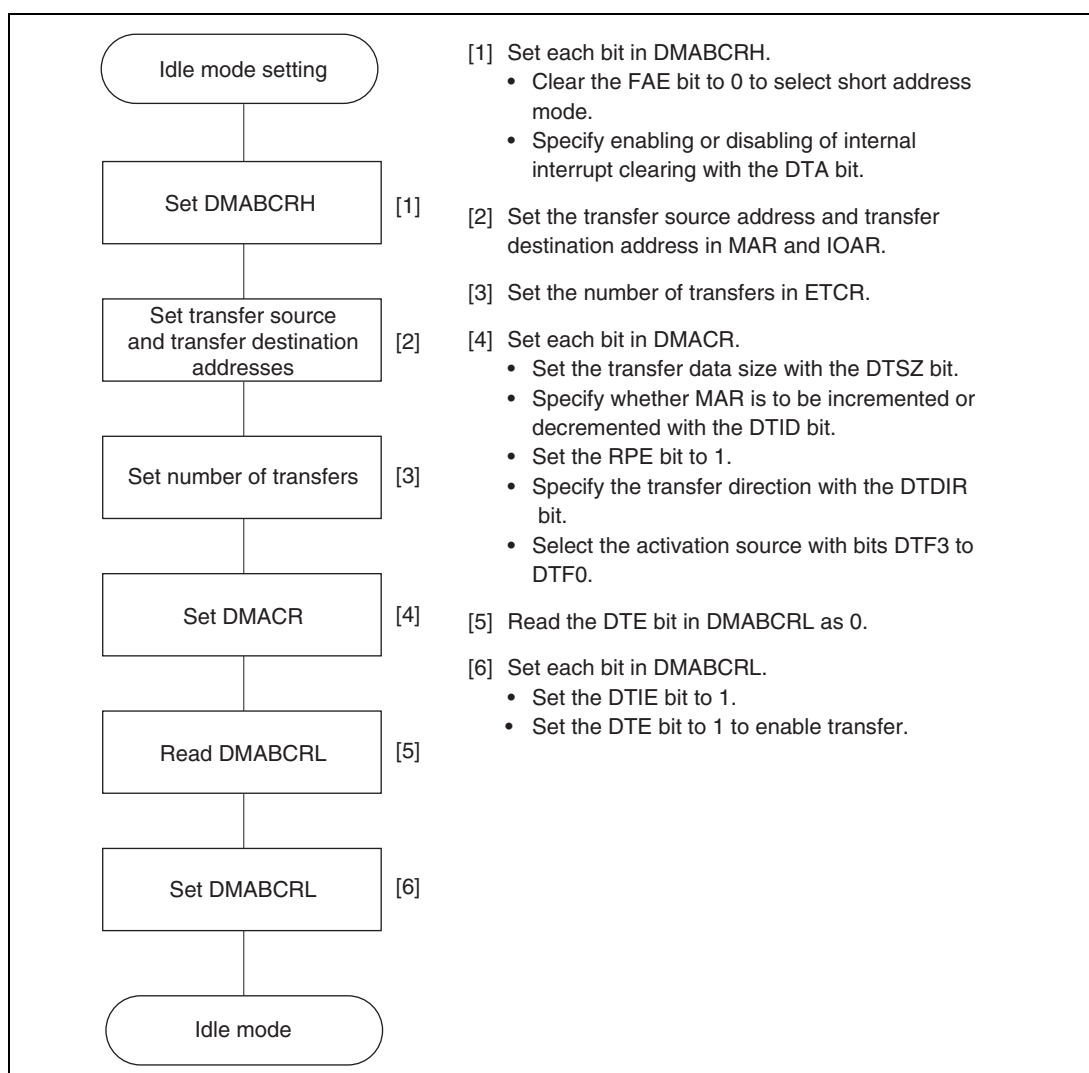 Idle mode setting
Set DMABCRH
[1]
Set transfer source
and transfer destination
addresses
[2]
Set number of transfers
[3]
Set DMACR
[4]
Read DMABCRL
[5]
Set DMABCRL
[6]
Idle mode
[1] Set each bit in DMABCRH.
• Clear the FAE bit to 0 to select short address
mode.
• Specify enabling or disabling of internal
interrupt clearing with the DTA bit.
[2] Set the transfer source address and transfer
destination address in MAR and IOAR.
[3] Set the number of transfers in ETCR.
[4] Set each bit in DMACR.
• Set the transfer data size with the DTSZ bit.
• Specify whether MAR is to be incremented or
decremented with the DTID bit.
• Set the RPE bit to 1.
• Specify the transfer direction with the DTDIR
bit.
• Select the activation source with bits DTF3 to
DTF0.
[5] Read the DTE bit in DMABCRL as 0.
[6] Set each bit in DMABCRL.
• Set the DTIE bit to 1.
• Set the DTE bit to 1 to enable transfer.